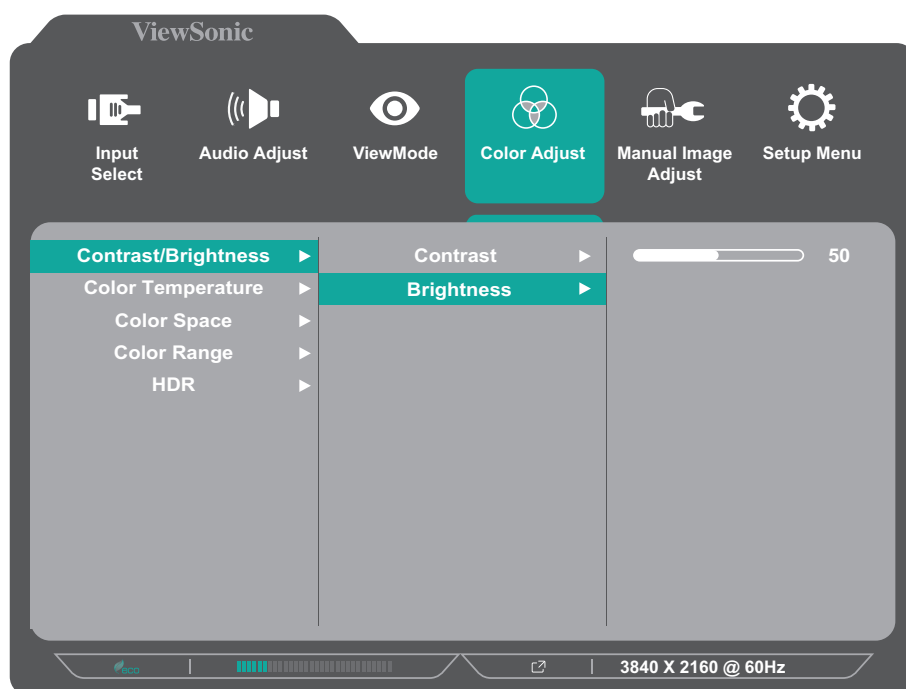 ViewSonic
Input Select
Audio Adjust
ViewMode
Color Adjust
Manual Image Adjust
Setup Menu
Contrast/Brightness
Contrast
50
Color Temperature
Brightness
Color Space
Color Range
HDR
eco
3840 X 2160 @ 60Hz